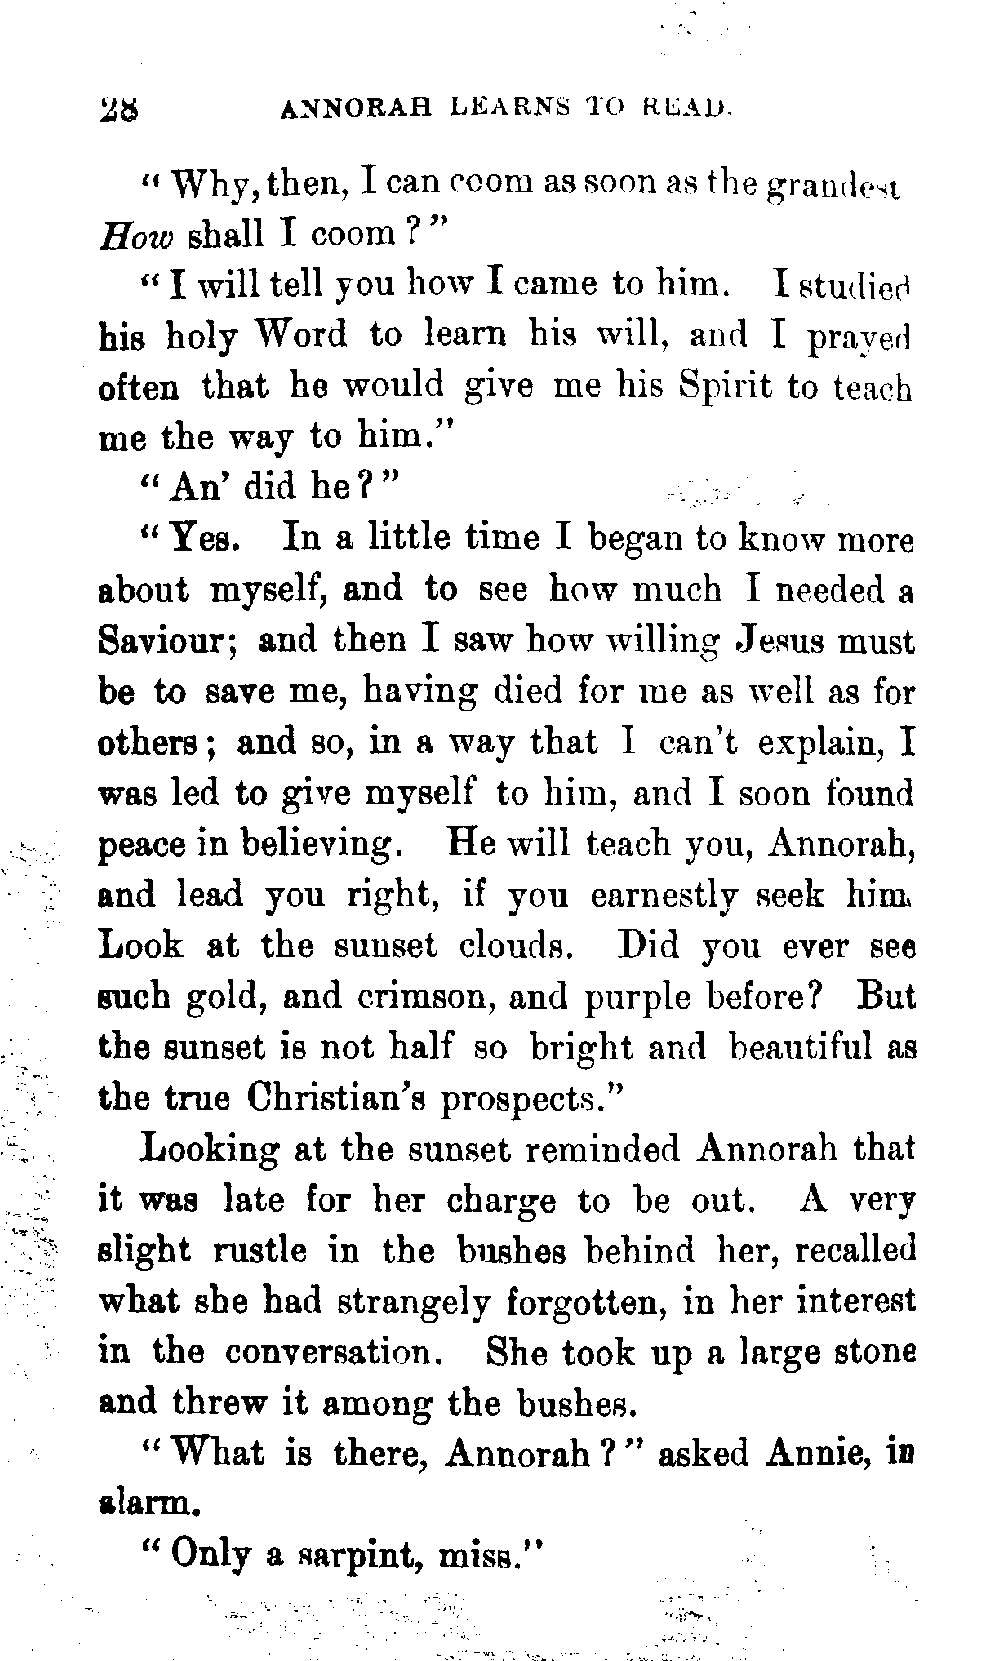 28 ANNORAH LEARNS TO READ.
“Why, then, I can coom as soon as the grandest
How shall I coom?”
“I will tell you how I came to him. I studied
his holy Word to learn his will, and I prayed
often that he would give me his Spirit to teach
me the way to him.”
“An’ did he?”
“Yes. In a little time I began to know more
about myself, and to see how much I needed a
Saviour; and then I saw how willing Jesus must
be to save me, having died for me as well as for
others; and so, in a way that I can’t explain, I
was led to give myself to him, and I soon found
peace in believing. He will teach you, Annorah,
and lead you right, if you earnestly seek him.
Look at the sunset clouds. Did you ever see
such gold, and crimson, and purple before? But
the sunset is not half so bright and beautiful as
the true Christian’s prospects.”
Looking at the sunset reminded Annorah that
it was late for her charge to be out. A very
slight rustle in the bushes behind her, recalled
what she had strangely forgotten, in her interest
in the conversation. She took up a large stone
and threw it among the bushes.
“What is there, Annorah?” asked Annie, in
alarm.
“Only a sarpint, miss.”